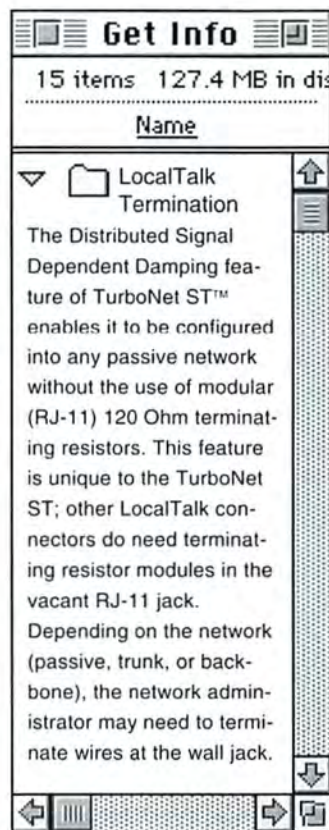 Get Info
15 items 127.4 MB in dis
Name
LocalTalk
Termination
The Distributed Signal
Dependent Damping fea-
ture of TurboNet ST™
enables it to be configured
into any passive network
without the use of modular
(RJ-11) 120 Ohm terminat-
ing resistors. This feature
is unique to the TurboNet
ST; other LocalTalk con-
nectors do need terminat-
ing resistor modules in the
vacant RJ-11 jack.
Depending on the network
(passive, trunk, or back-
bone), the network admin-
istrator may need to termi-
nate wires at the wall jack.